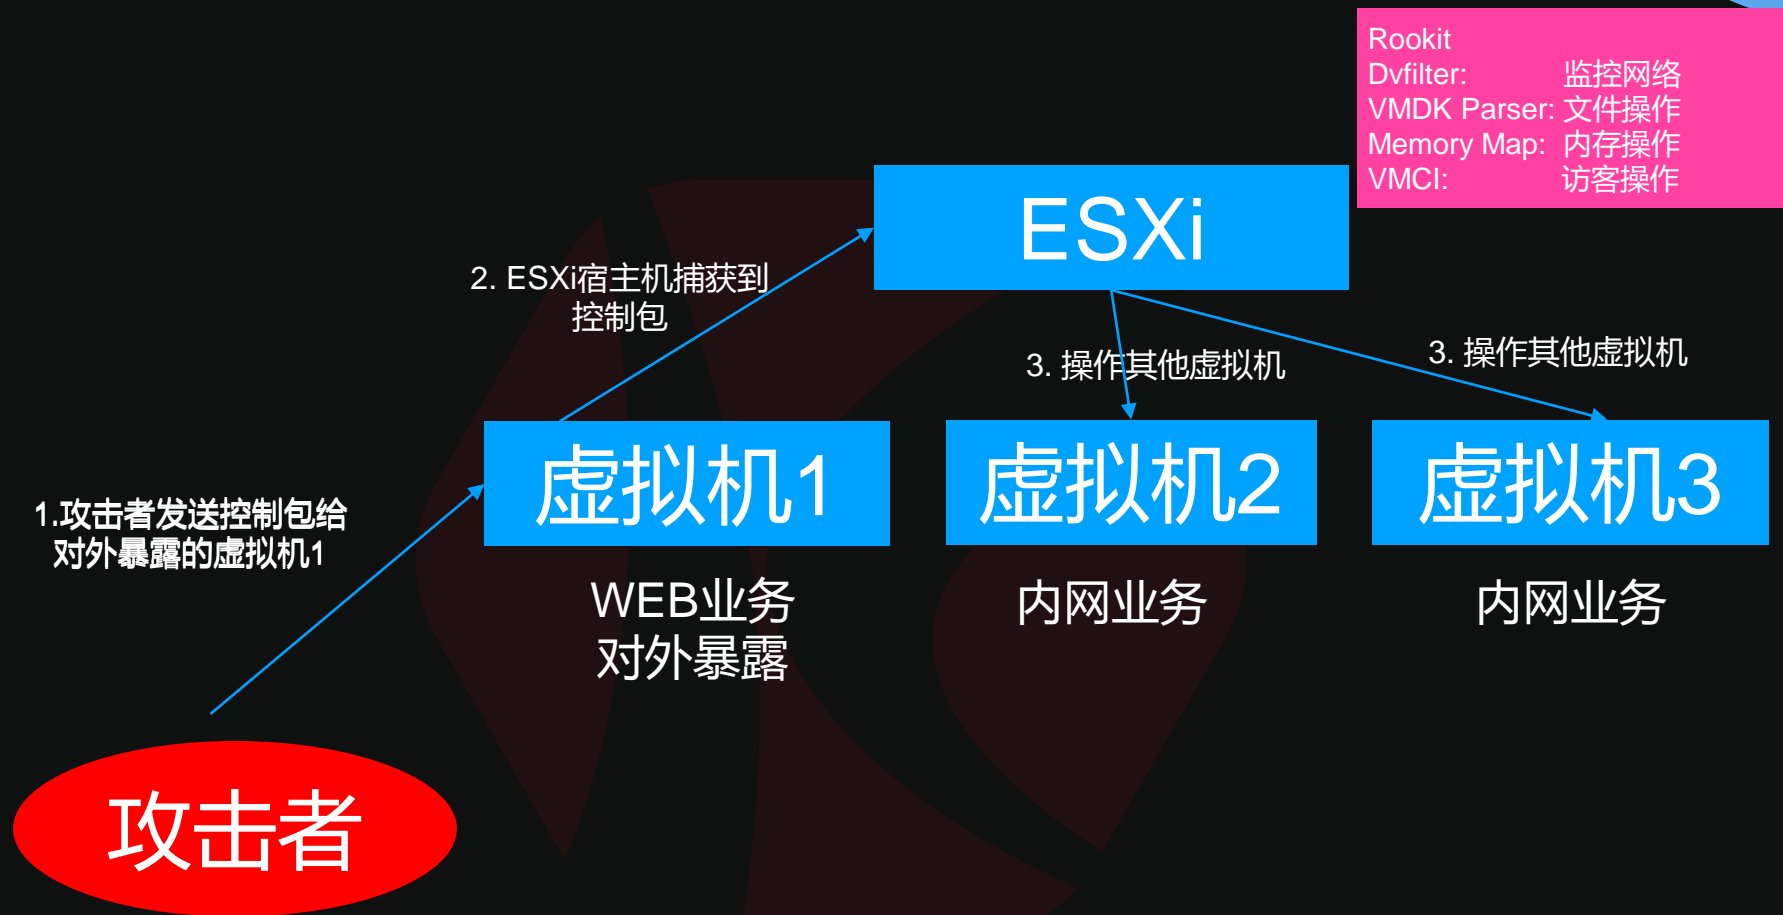 Rookit
Dvfilter: 监控网络
VMDK Parser: 文件操作
Memory Map: 内存操作
VMCI: 访客操作
ESXi
2. ESXi宿主机捕获到
控制包
3. 操作其他虚拟机
3. 操作其他虚拟机
虚拟机1
虚拟机2
虚拟机3
1.攻击者发送控制包给
对外暴露的虚拟机1
WEB业务
对外暴露
内网业务
内网业务
攻击者